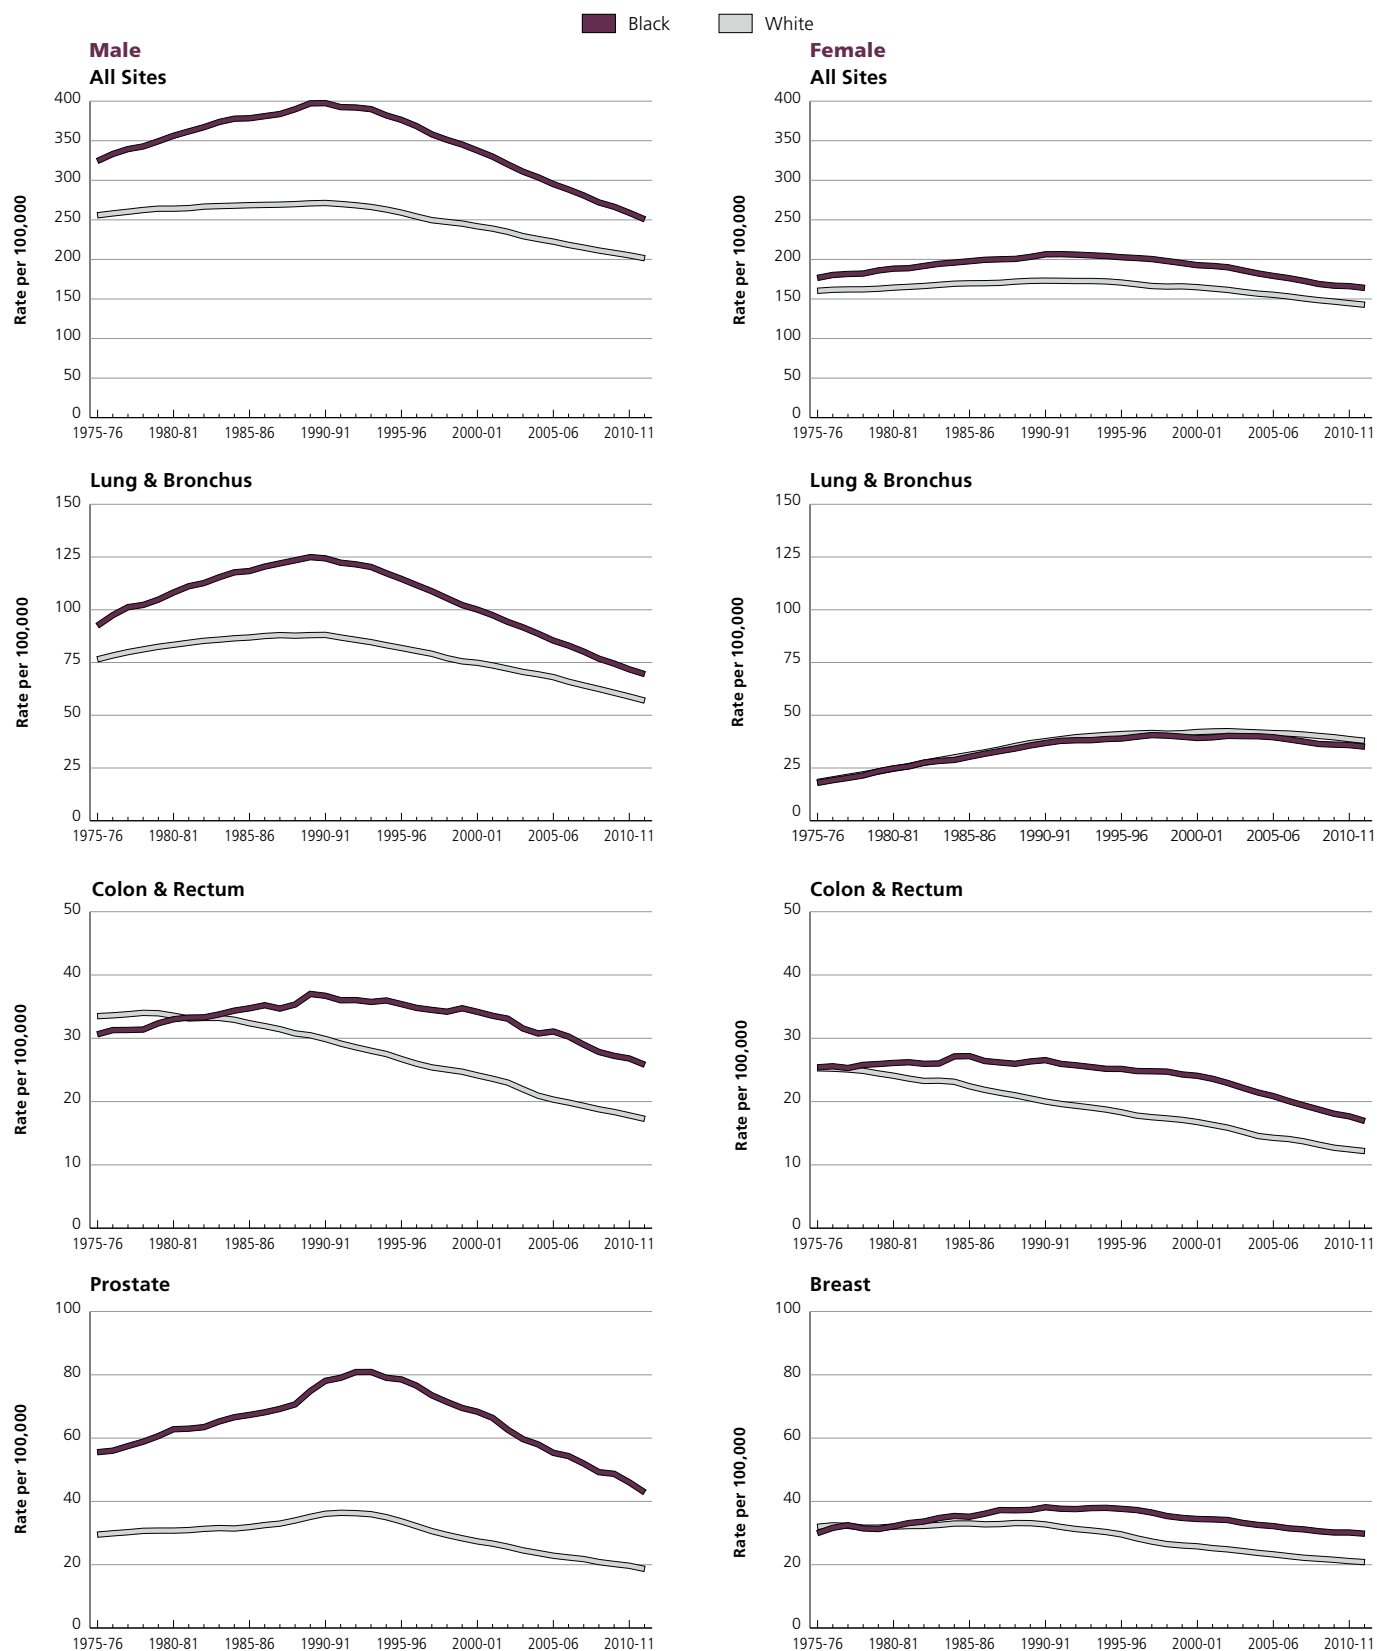 Black White
Male
All Sites
Rate per 100,000
400
350
300
250
200
150
100
50
0
1975-76 1980-81 1985-86 1990-91 1995-96 2000-01 2005-06 2010-11
Female
All Sites
Rate per 100,000
400
350
300
250
200
150
100
50
0
1975-76 1980-81 1985-86 1990-91 1995-96 2000-01 2005-06 2010-11
Lung & Bronchus
Rate per 100,000
150
125
100
75
50
25
0
1975-76 1980-81 1985-86 1990-91 1995-96 2000-01 2005-06 2010-11
Lung & Bronchus
Rate per 100,000
150
125
100
75
50
25
0
1975-76 1980-81 1985-86 1990-91 1995-96 2000-01 2005-06 2010-11
Colon & Rectum
Rate per 100,000
50
40
30
20
10
0
1975-76 1980-81 1985-86 1990-91 1995-96 2000-01 2005-06 2010-11
Colon & Rectum
Rate per 100,000
50
40
30
20
10
0
1975-76 1980-81 1985-86 1990-91 1995-96 2000-01 2005-06 2010-11
Prostate
Rate per 100,000
100
80
60
40
20
0
1975-76 1980-81 1985-86 1990-91 1995-96 2000-01 2005-06 2010-11
Breast
Rate per 100,000
100
80
60
40
20
0
1975-76 1980-81 1985-86 1990-91 1995-96 2000-01 2005-06 2010-11